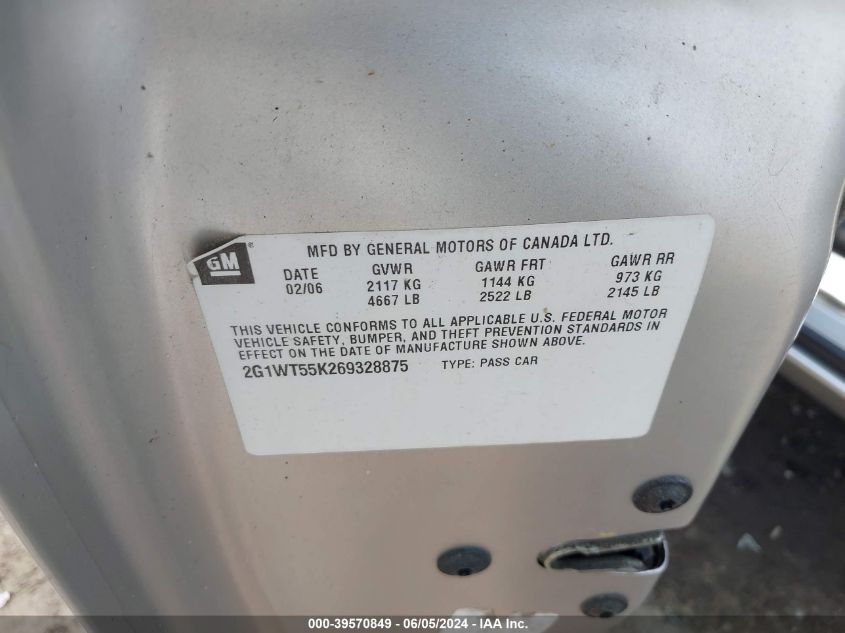 MFD BY GENERAL MOTORS OF CANADA LTD.
GM®
DATE GVWR GAWR FRT GAWR RR
02/06 2117 KG 1144 KG 973 KG
4667 LB 2522 LB 2145 LB
THIS VEHICLE CONFORMS TO ALL APPLICABLE U.S. FEDERAL MOTOR
VEHICLE SAFETY, BUMPER, AND THEFT PREVENTION STANDARDS IN
EFFECT ON THE DATE OF MANUFACTURE SHOWN ABOVE.
2G1WT55K269328875 TYPE: PASS CAR
000-39570849 - 06/05/2024 - IAA Inc.